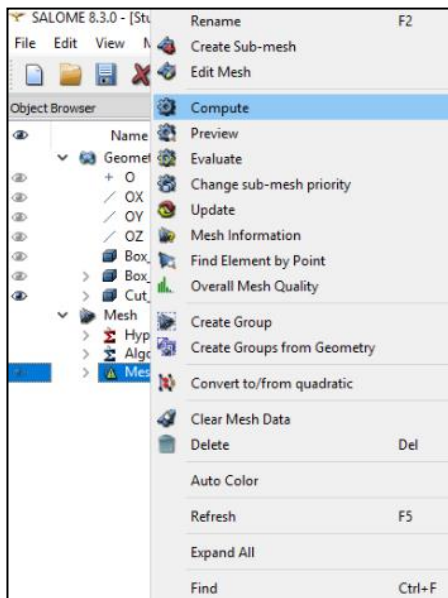 SALOME 8.3.0 - [Stu
File Edit View M
Object Browser
Name
Geomet
O
OX
OY
OZ
Box_
Box_
Cut_
Mesh
Hyp
Algo
Mes
Rename F2
Create Sub-mesh
Edit Mesh
Compute
Preview
Evaluate
Change sub-mesh priority
Update
Mesh Information
Find Element by Point
Overall Mesh Quality
Create Group
Create Groups from Geometry
Convert to/from quadratic
Clear Mesh Data
Delete Del
Auto Color
Refresh F5
Expand All
Find Ctrl+F